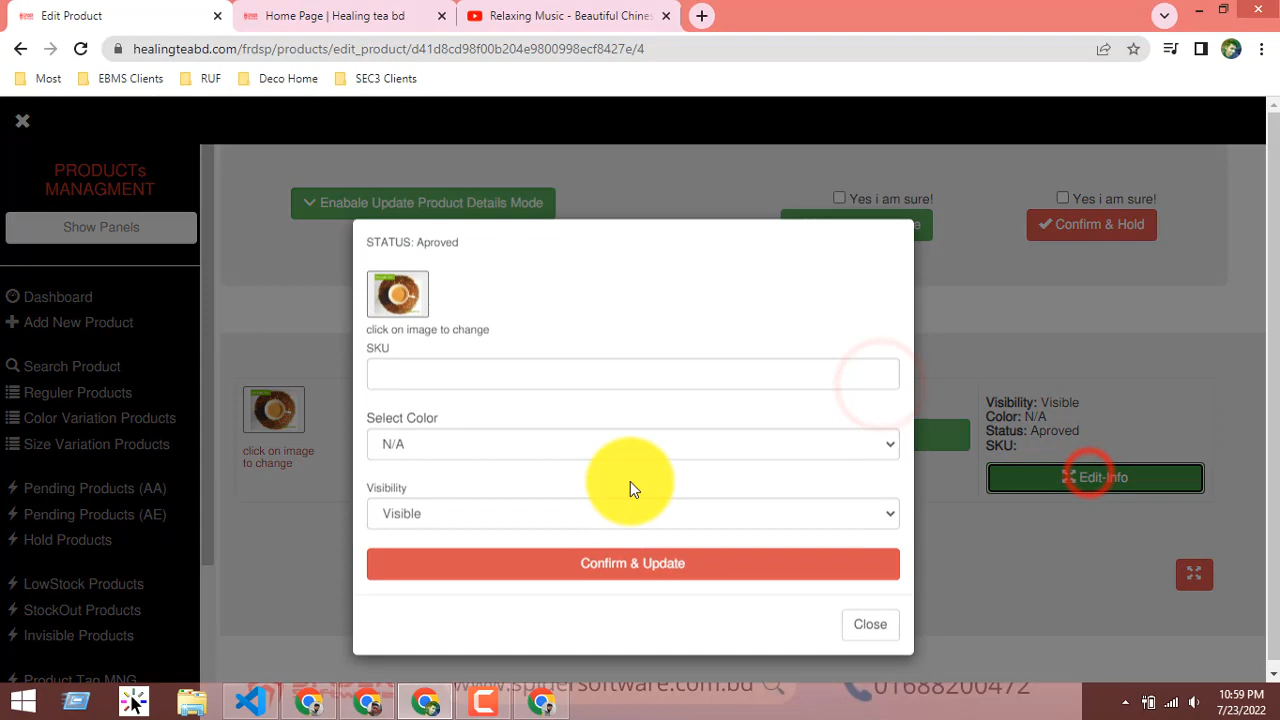 Edit Product
Home Page | Healing tea bd
Relaxing Music - Beautiful Chines
healingteabd.com/frdsp/products/edit_product/d41d8cd98f00b204e9800998ecf8427e/4
Most
EBMS Clients
RUF
Deco Home
SEC3 Clients
PRODUCTs
MANAGMENT
Show Panels
Dashboard
Add New Product
Search Product
Reguler Products
Color Variation Products
Size Variation Products
Pending Products (AA)
Pending Products (AE)
Hold Products
LowStock Products
StockOut Products
Invisible Products
Product Tag MNG
Enabale Update Product Details Mode
Yes i am sure!
Yes i am sure!
Confirm & Hold
click on image
to change
STATUS: Aproved
click on image to change
SKU
Select Color
N/A
Visibility
Visible
Confirm & Update
Close
Visibility: Visible
Color: N/A
Status: Aproved
SKU:
Edit-Info
www.spidersoftware.com.bd
01688200472
10:59 PM
7/23/2022